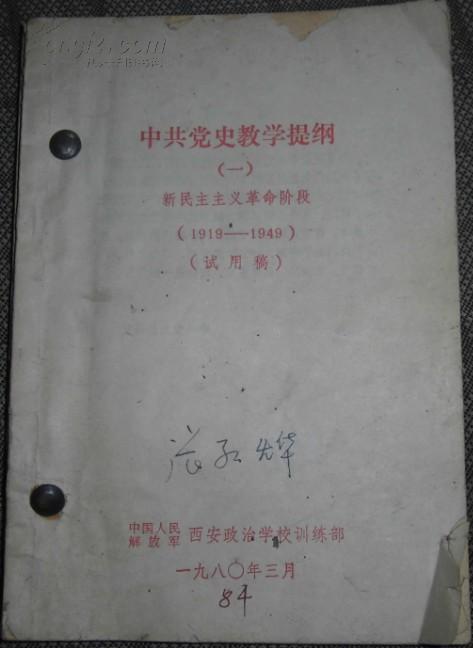 中共党史教学提纲
（一）
新民主主义革命阶段
（1919——1949）
（试用稿）
中国人民解放军 西安政治学校训练部
一九八〇年三月